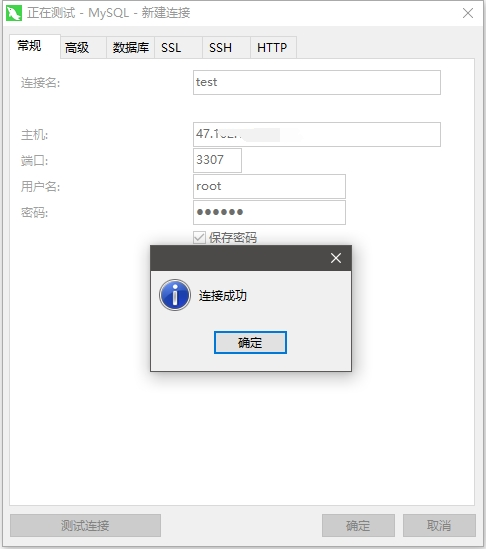 正在测试 - MySQL - 新建连接
常规 高级 数据库 SSL SSH HTTP
连接名: test
主机: 47.
端口: 3307
用户名: root
密码: ●●●●●●
保存密码
连接成功
确定
测试连接 确定 取消